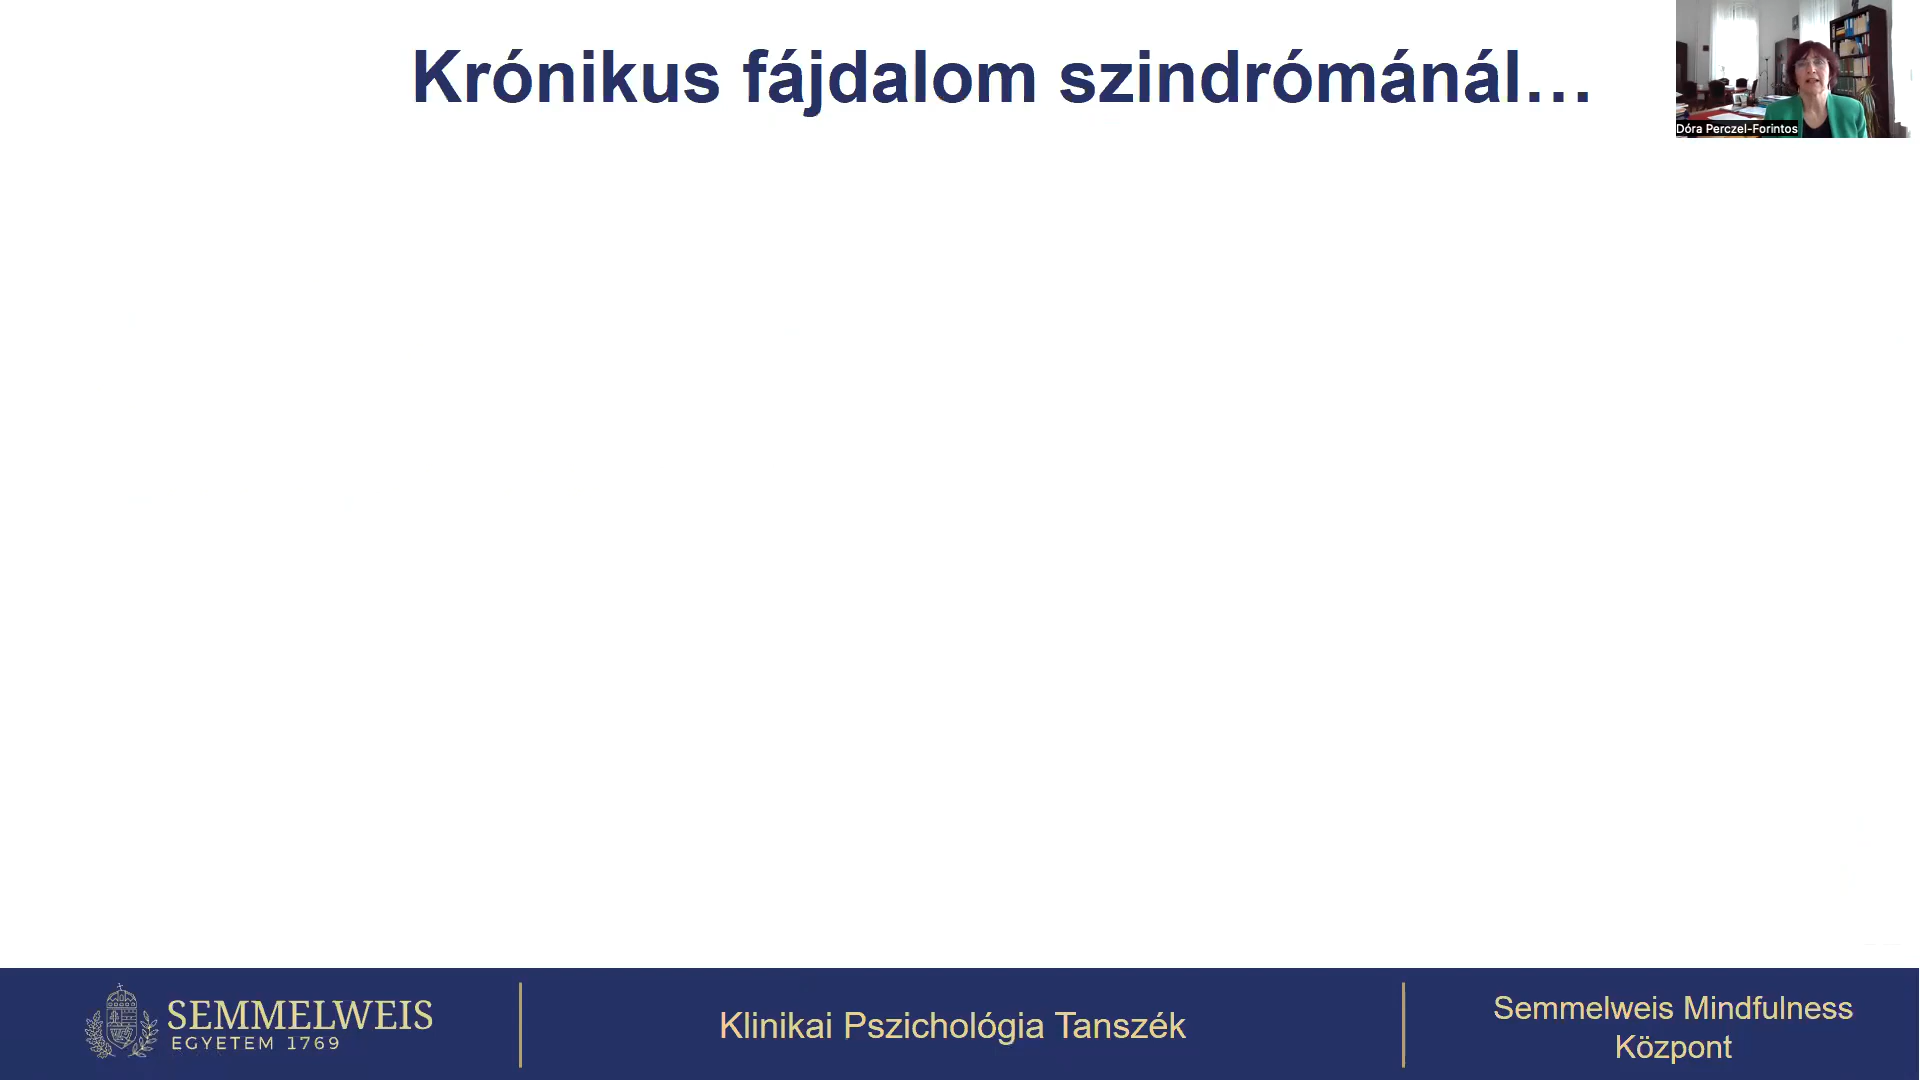 Krónikus fájdalom szindrómánál…
Dóra Perczel-Forintos
SEMMELWEIS
EGYETEM 1769
Klinikai Pszichológia Tanszék
Semmelweis Mindfulness
Központ